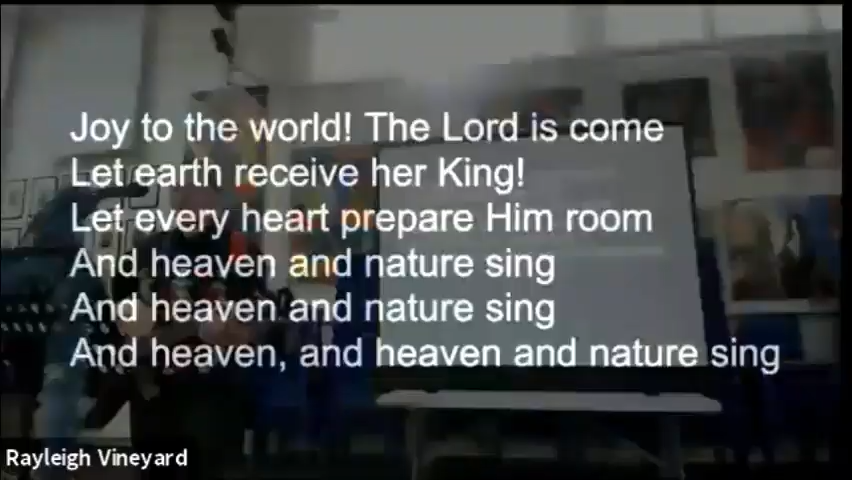 Joy to the world! The Lord is come
Let earth receive her King!
Let every heart prepare Him room
And heaven and nature sing
And heaven and nature sing
And heaven, and heaven and nature sing
Rayleigh Vineyard